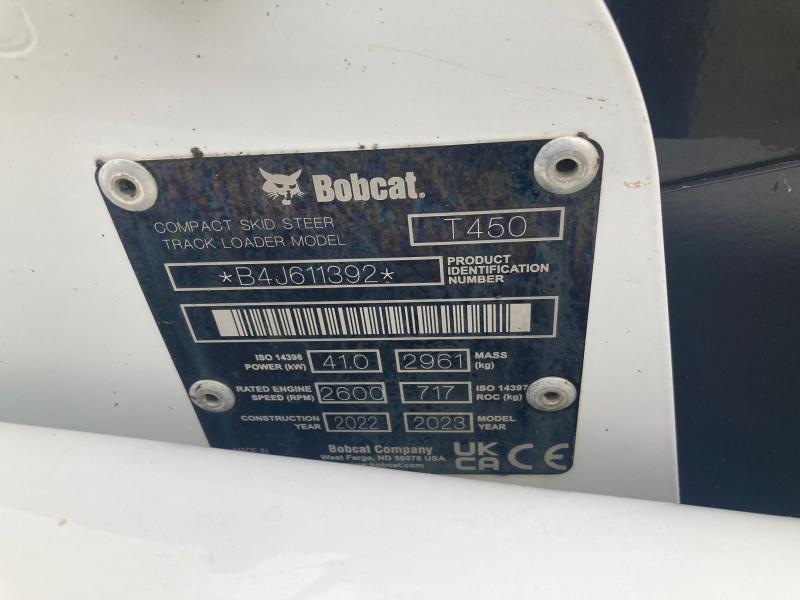 Bobcat®
COMPACT SKID STEER
TRACK LOADER MODEL
T450
*B4J611392*
PRODUCT
IDENTIFICATION
NUMBER
ISO 14396
POWER (kW)
41.0
2961
MASS
(kg)
RATED ENGINE
SPEED (RPM)
2600
717
ISO 14397
ROC (kg)
CONSTRUCTION
YEAR
2022
2023
MODEL
YEAR
Bobcat Company
West Fargo, ND 58078 USA
www.bobcat.com
UK
CA
CE